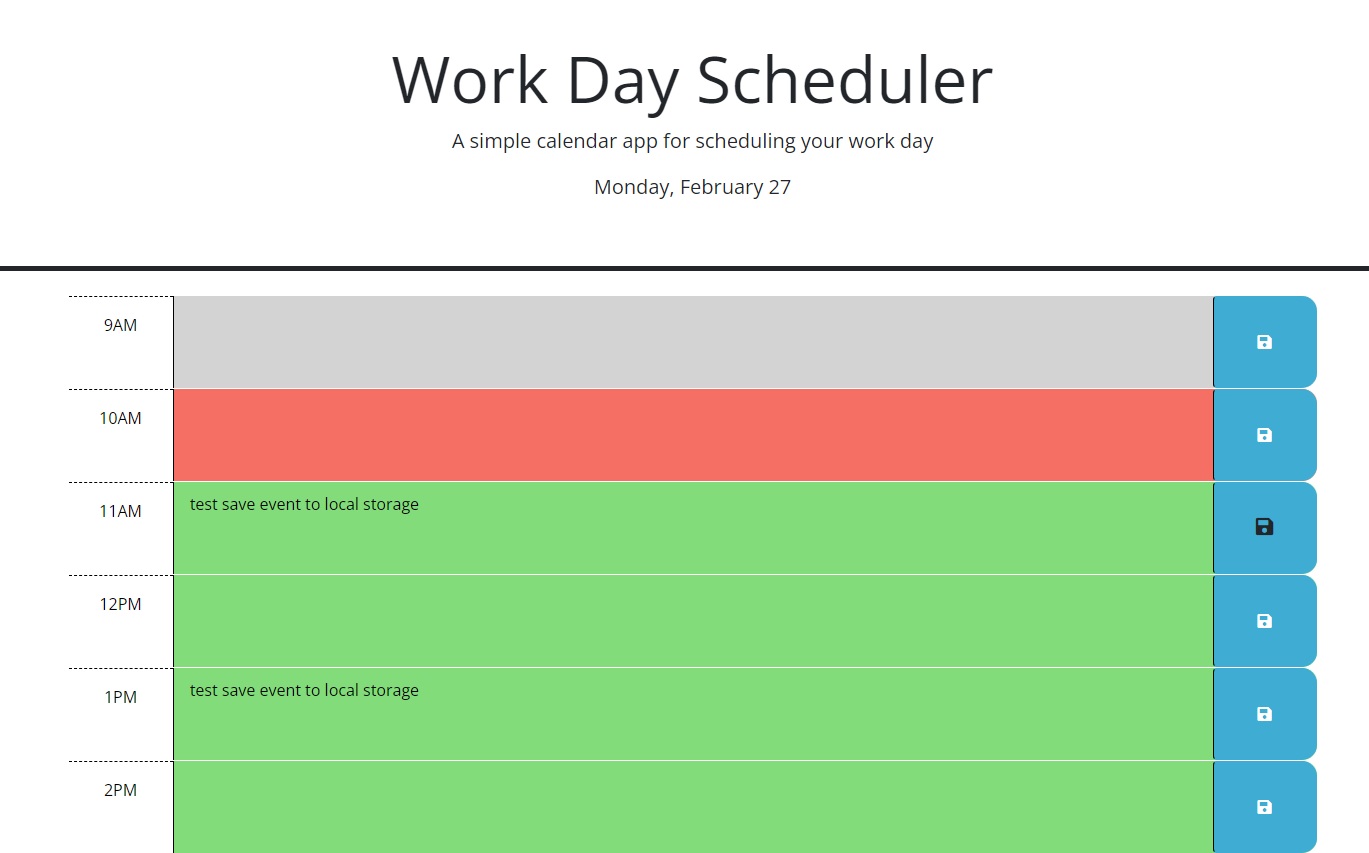 Work Day Scheduler
A simple calendar app for scheduling your work day
Monday, February 27
9AM
10AM
11AM
test save event to local storage
12PM
1PM
test save event to local storage
2PM